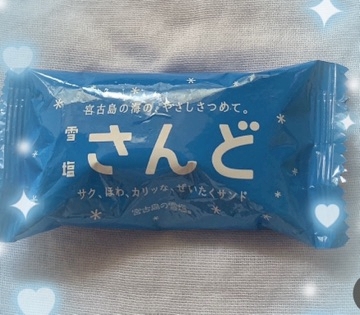 宮古島の海の、やさしさつめて。
雪塩
さんど
サク、ほわ、カリッな、ぜいたくサンド
宮古島の雪塩